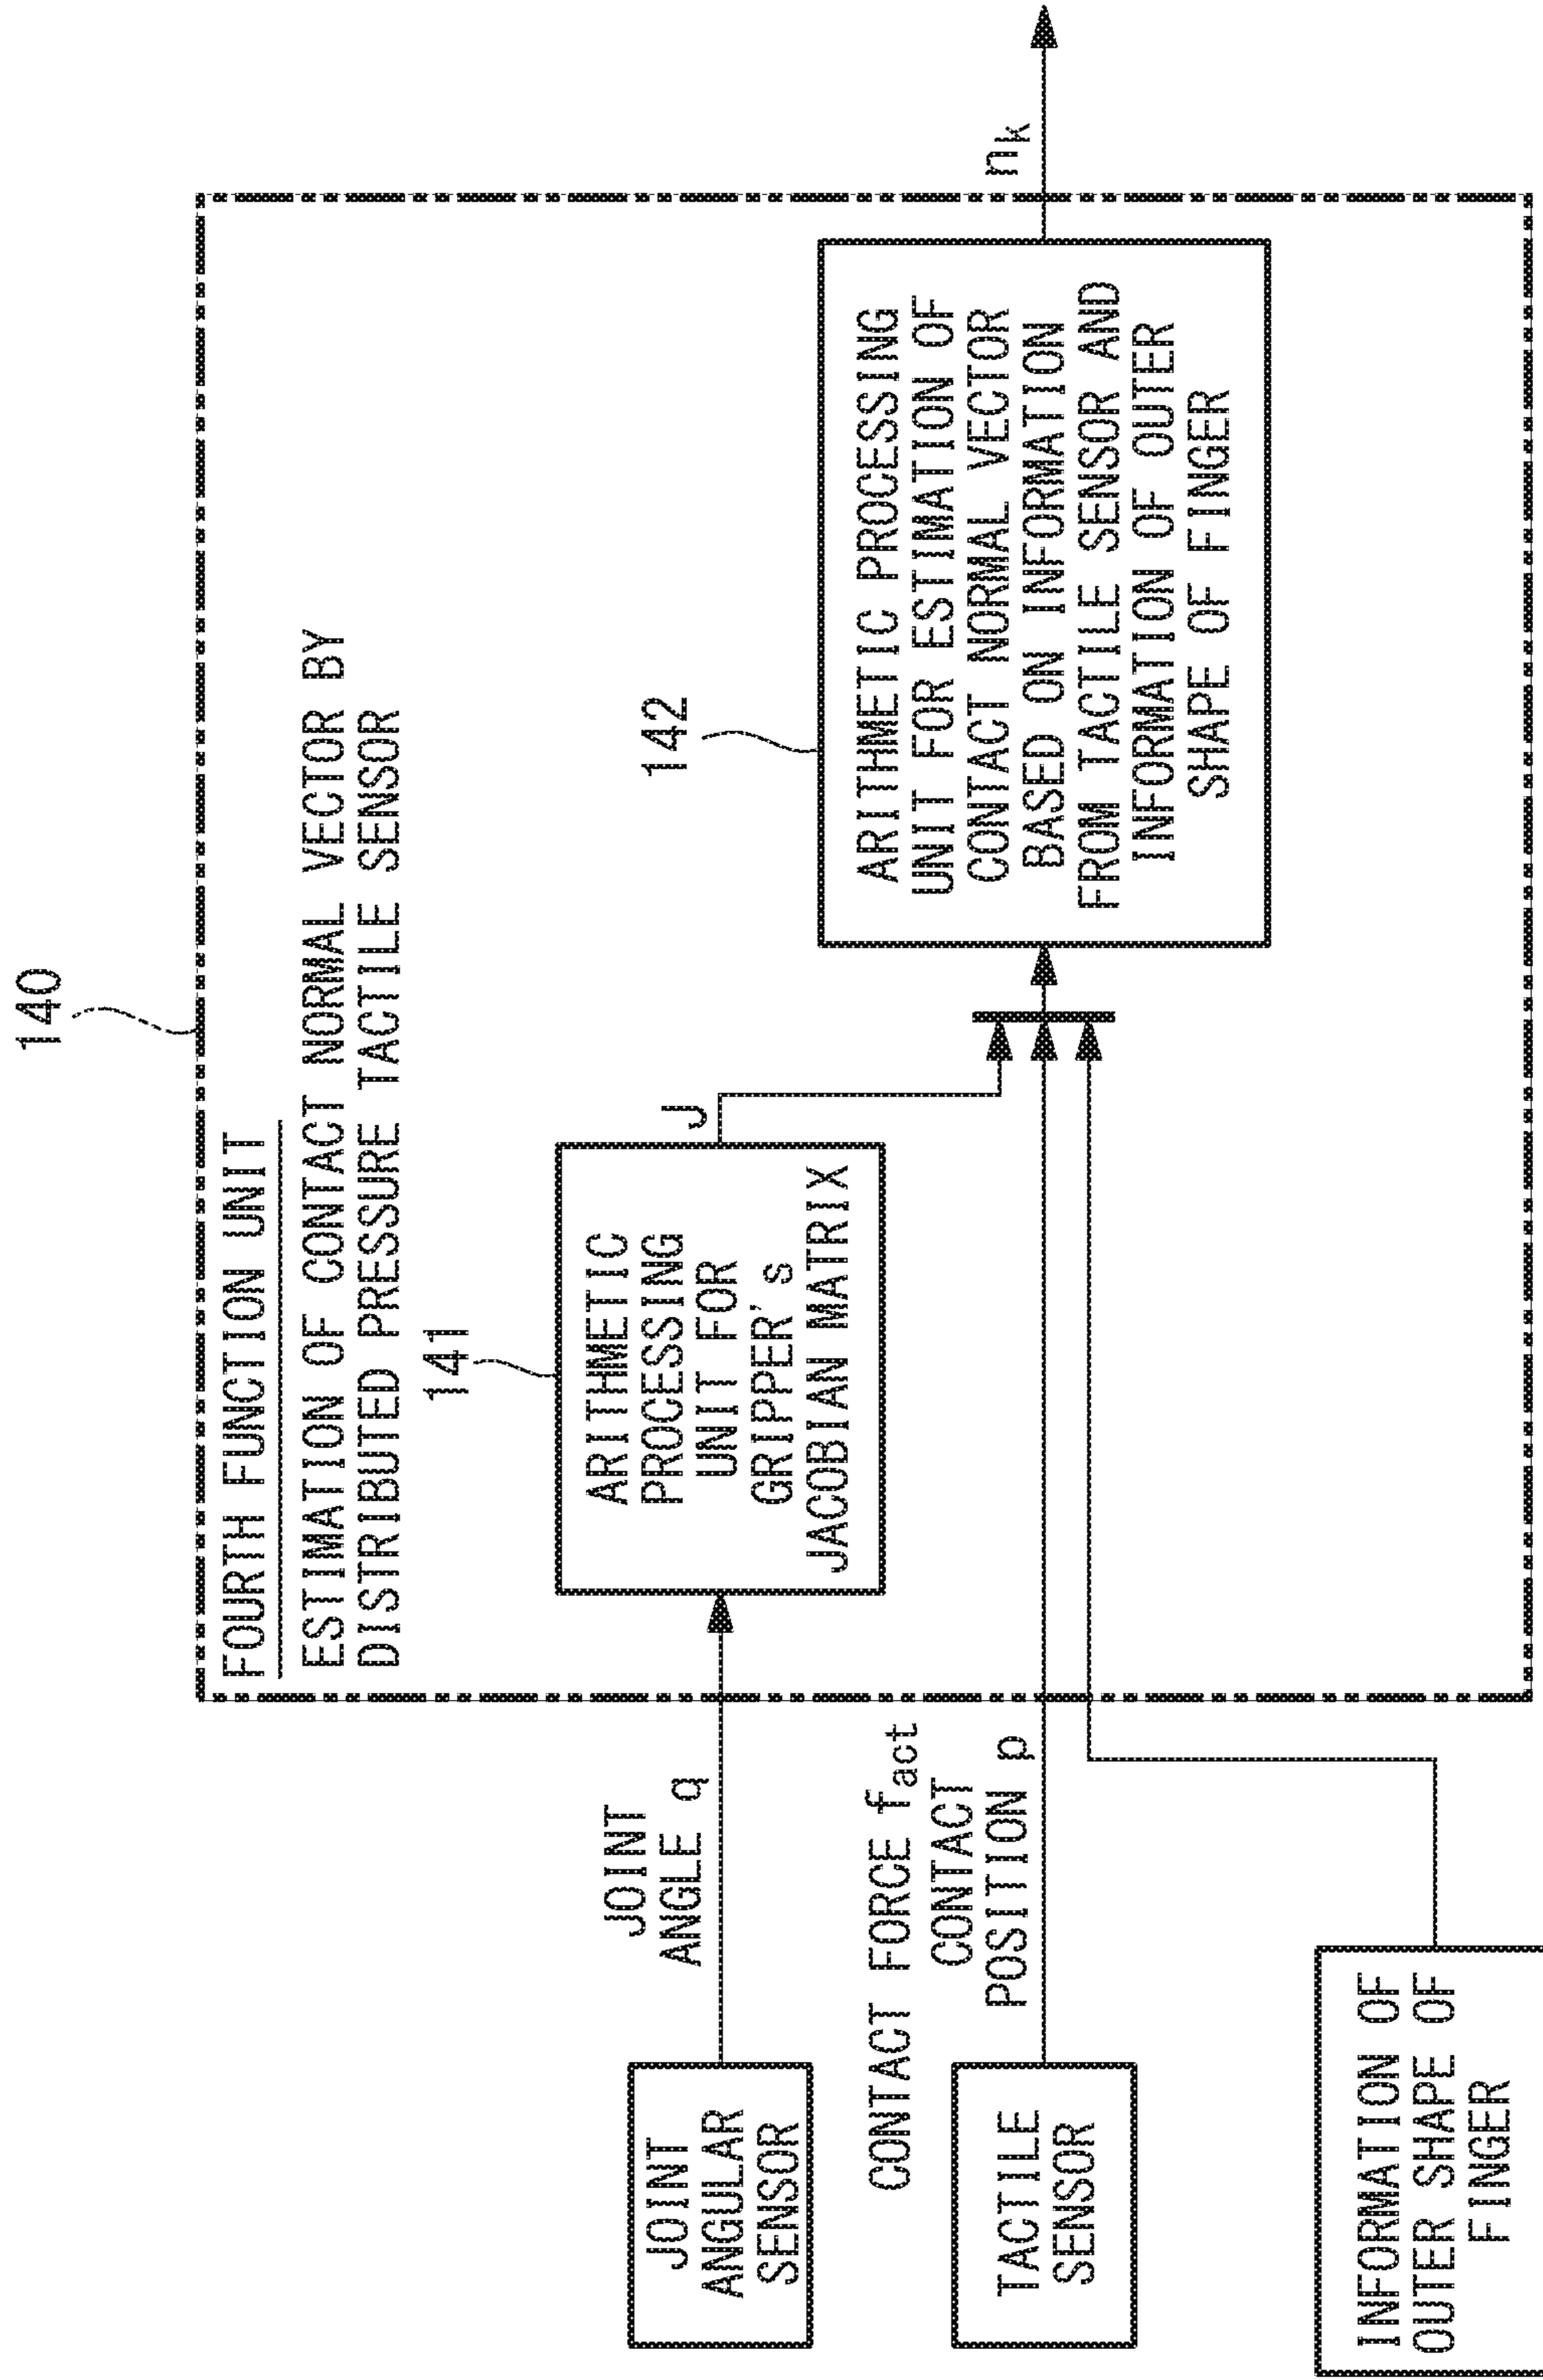 140
FOURTH FUNCTION UNIT
ESTIMATION OF CONTACT NORMAL VECTOR BY
DISTRIBUTED PRESSURE TACTILE SENSOR
JOINT
ANGULAR
SENSOR
JOINT
ANGLE q
141
ARITHMETIC
PROCESSING
UNIT FOR
GRIPPER's
JACOBIAN MATRIX
J
TACTILE
SENSOR
CONTACT FORCE fact
CONTACT
POSITION p
INFORMATION OF
OUTER SHAPE OF
FINGER
142
ARITHMETIC PROCESSING
UNIT FOR ESTIMATION OF
CONTACT NORMAL VECTOR
BASED ON INFORMATION
FROM TACTILE SENSOR AND
INFORMATION OF OUTER
SHAPE OF FINGER
nk